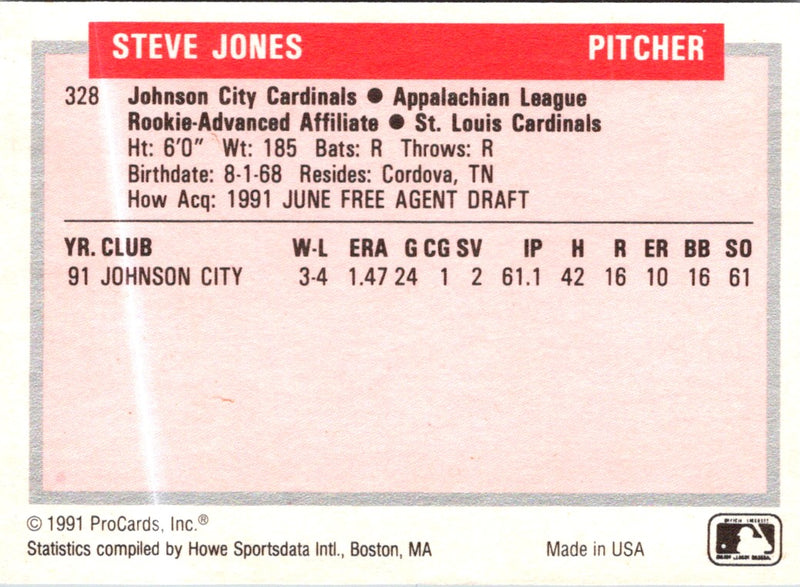 STEVE JONES PITCHER
328 Johnson City Cardinals ● Appalachian League
Rookie-Advanced Affiliate ● St. Louis Cardinals
Ht: 6'0" Wt: 185 Bats: R Throws: R
Birthdate: 8-1-68 Resides: Cordova, TN
How Acq: 1991 JUNE FREE AGENT DRAFT
YR. CLUB W-L ERA G CG SV IP H R ER BB SO
91 JOHNSON CITY 3-4 1.47 24 1 2 61.1 42 16 10 16 61
© 1991 ProCards, Inc.®
Statistics compiled by Howe Sportsdata Intl., Boston, MA Made in USA